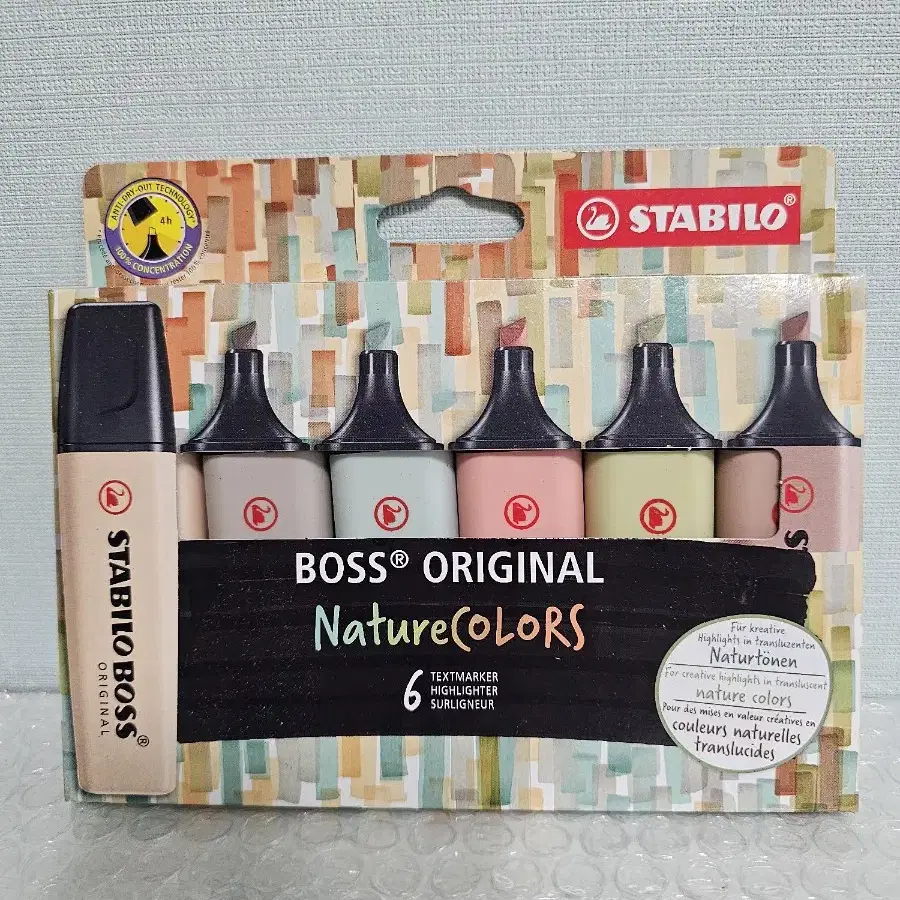 ANTI-DRY-OUT TECHNOLOGY*
4h
100% CONCENTRATION
STABILO®
STABILO BOSS®
ORIGINAL
BOSS® ORIGINAL
NatureCOLORS
6
TEXTMARKER
HIGHLIGHTER
SURLIGNEUR
Für kreative
Highlights in transluzenten
Naturtönen
For creative highlights in translucent
nature colors
Pour des mises en valeur créatives en
couleurs naturelles
translucides